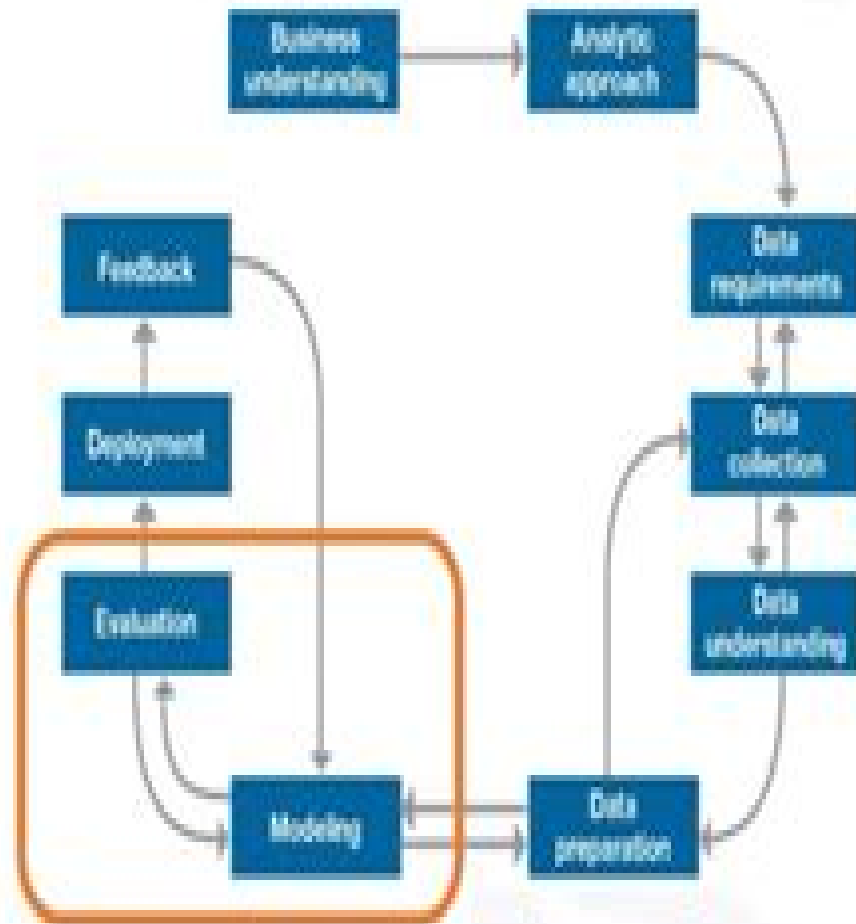 Business
understanding
Analytic
approach
Data
requirements
Data
collection
Data
understanding
Data
preparation
Modeling
Evaluation
Deployment
Feedback